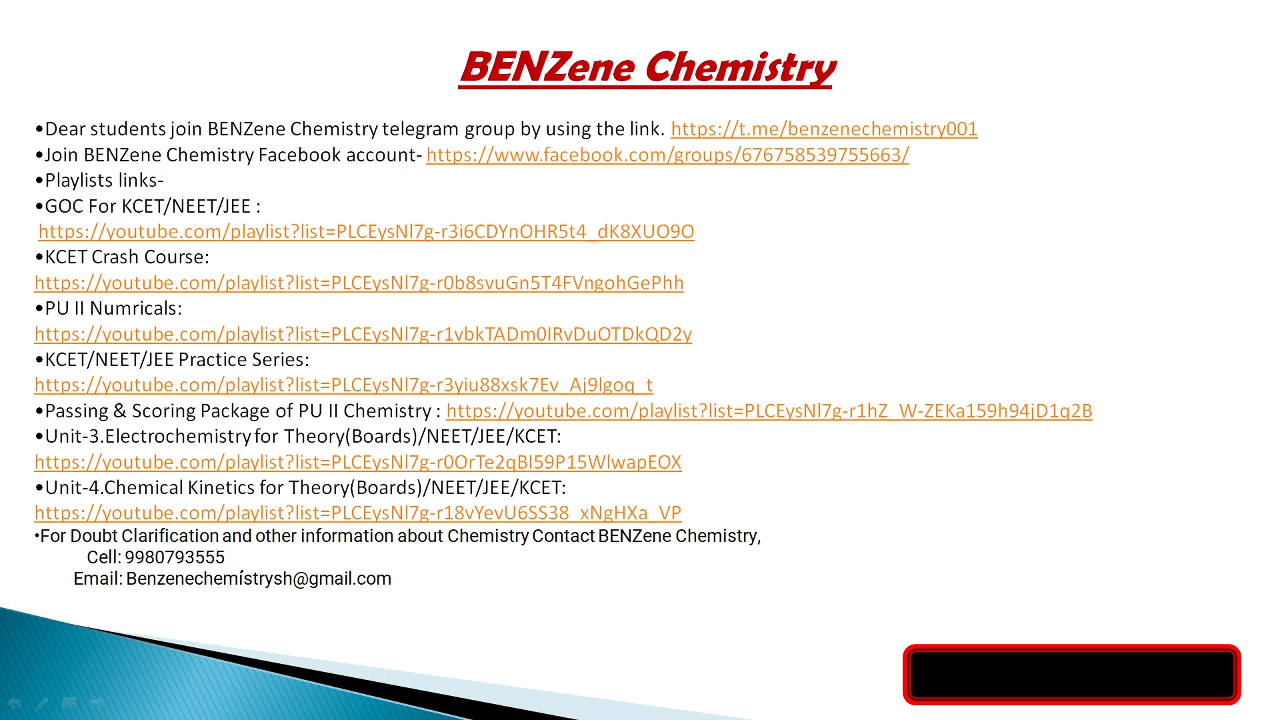 BENZene Chemistry
•Dear students join BENZene Chemistry telegram group by using the link. https://t.me/benzenechemistry001
•Join BENZene Chemistry Facebook account- https://www.facebook.com/groups/676758539755663/
•Playlists links-
•GOC For KCET/NEET/JEE :
https://youtube.com/playlist?list=PLCEysNl7g-r3i6CDYnOHR5t4_dK8XUO9O
•KCET Crash Course:
https://youtube.com/playlist?list=PLCEysNl7g-r0b8svuGn5T4FVngohGePhh
•PU II Numricals:
https://youtube.com/playlist?list=PLCEysNl7g-r1vbkTADm0IRvDuOTDkQD2y
•KCET/NEET/JEE Practice Series:
https://youtube.com/playlist?list=PLCEysNl7g-r3yiu88xsk7Ev_Aj9lgoq_t
•Passing & Scoring Package of PU II Chemistry : https://youtube.com/playlist?list=PLCEysNl7g-r1hZ_W-ZEKa159h94jD1q2B
•Unit-3.Electrochemistry for Theory(Boards)/NEET/JEE/KCET:
https://youtube.com/playlist?list=PLCEysNl7g-r0OrTe2qBI59P15WlwapEOX
•Unit-4.Chemical Kinetics for Theory(Boards)/NEET/JEE/KCET:
https://youtube.com/playlist?list=PLCEysNl7g-r18vYevU6SS38_xNgHXa_VP
•For Doubt Clarification and other information about Chemistry Contact BENZene Chemistry,
Cell: 9980793555
Email: Benzenechemistrysh@gmail.com